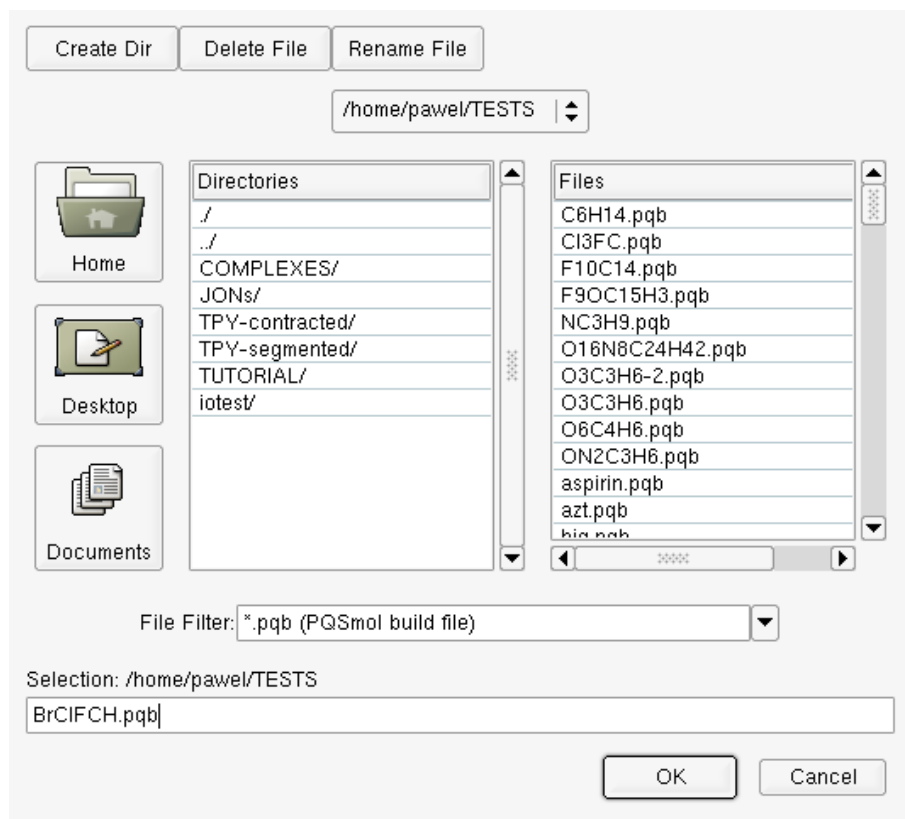 Create Dir Delete File Rename File
/home/pawel/TESTS
Home
Desktop
Documents
Directories
./
../
COMPLEXES/
JONs/
TPY-contracted/
TPY-segmented/
TUTORIAL/
iotest/
Files
C6H14.pqb
Cl3FC.pqb
F10C14.pqb
F9OC15H3.pqb
NC3H9.pqb
O16N8C24H42.pqb
O3C3H6-2.pqb
O3C3H6.pqb
O6C4H6.pqb
ON2C3H6.pqb
aspirin.pqb
azt.pqb
File Filter: *.pqb (PQSmol build file)
Selection: /home/pawel/TESTS
BrClFCH.pqb
OK Cancel